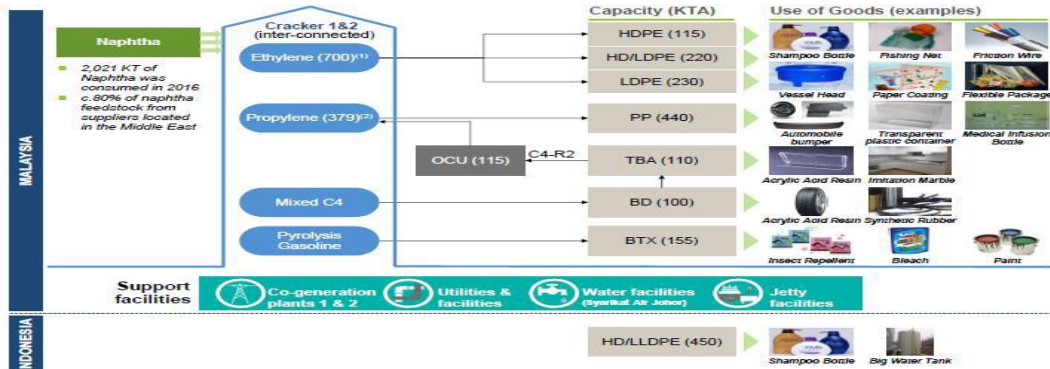 Capacity (KTA)
Use of Goods (examples)
Cracker 1&2
(inter-connected)
Naphtha
Ethylene (700)(1)
HDPE (115)
Shampoo Bottle
Fishing Net
Friction Wire
2,021 KT of
Naphtha was
consumed in 2016
HD/LDPE (220)
LDPE (230)
Vessel Head
Paper Coating
Flexible Package
c.80% of naphtha
feedstock from
suppliers located
in the Middle East
Propylene (379)(2)
PP (440)
Automobile
bumper
Transparent
plastic container
Medical Infusion
Bottle
MALAYSIA
OCU (115)
C4-R2
TBA (110)
Acrylic Acid Resin
Imitation Marble
Mixed C4
BD (100)
Acrylic Acid Resin
Synthetic Rubber
Pyrolysis
Gasoline
BTX (155)
Insect Repellent
Bleach
Paint
Support
facilities
Co-generation
plants 1 & 2
Utilities &
facilities
Water facilities
(Syarikat Air Johor)
Jetty
facilities
INDONESIA
HD/LLDPE (450)
Shampoo Bottle
Big Water Tank